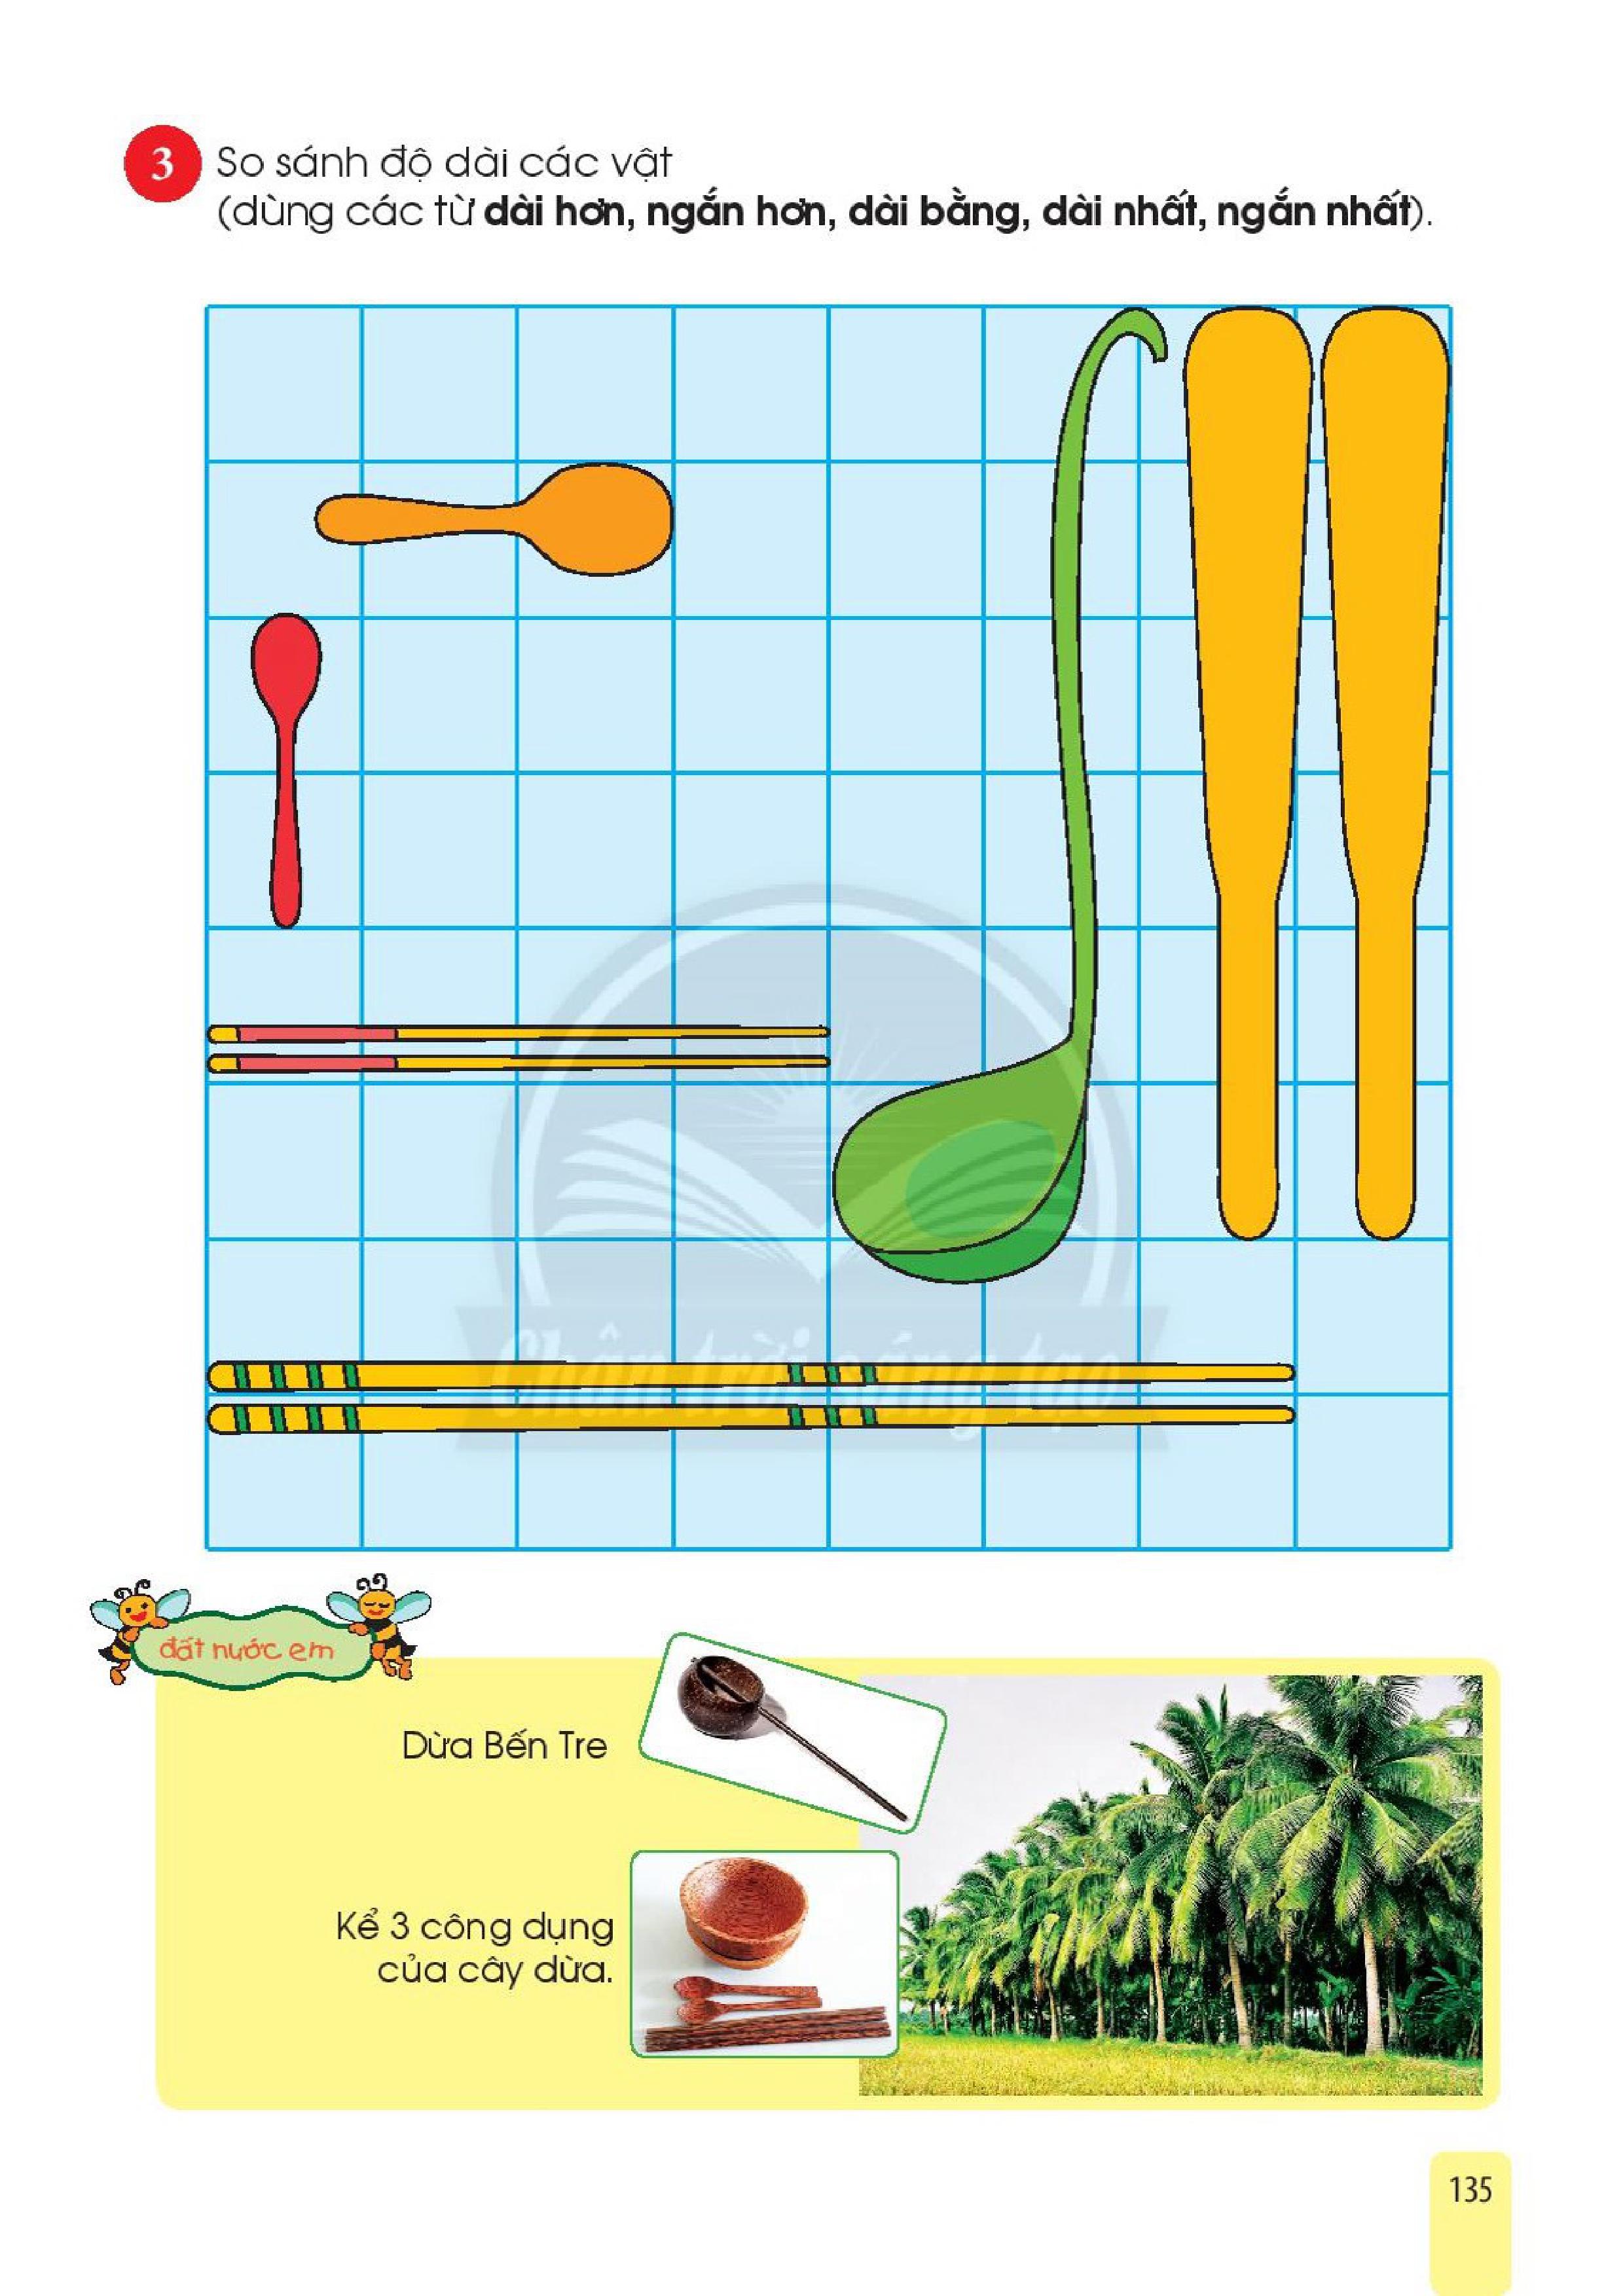 3 So sánh độ dài các vật
(dùng các từ dài hơn, ngắn hơn, dài bằng, dài nhất, ngắn nhất).
Chân trời sáng tạo
đất nước em
Dừa Bến Tre
Kể 3 công dụng
của cây dừa.
135